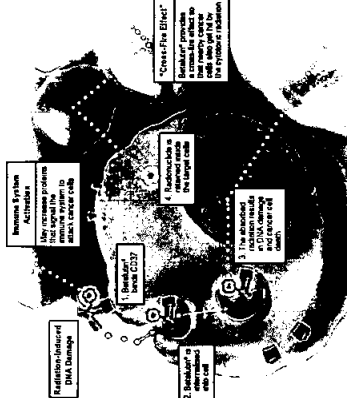 Radiation-Induced
DNA Damage
Immune System
Activation
May increase proteins
that signal the
immune system to
attack cancer cells
"Cross-Fire Effect"
Betalutin® provides
a cross-fire effect so
that nearby cancer
cells also get hit by
the cytotoxic radiation
1. Betalutin®
binds CD37
2. Betalutin® is
internalized
into cell
3. The absorbed
radiation results
in DNA damage
and cancer cell
death
4. Radionuclide is
retained inside
the target cells